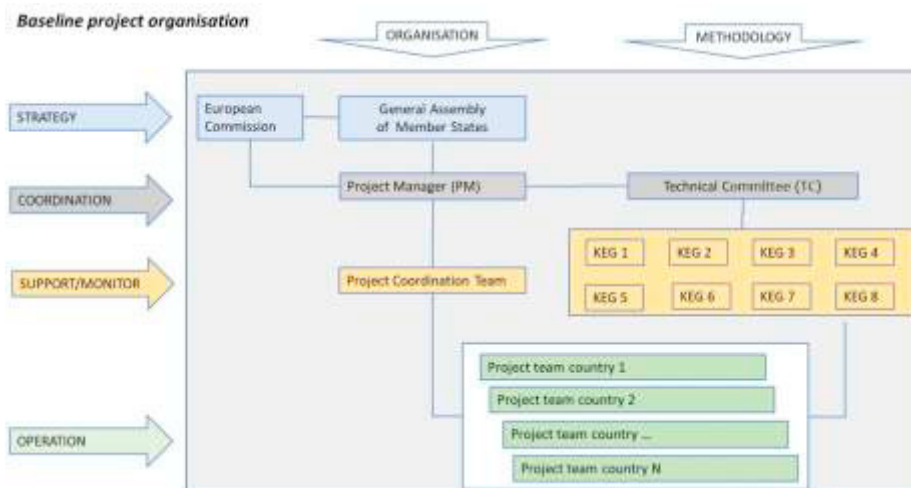 Baseline project organisation
ORGANISATION
METHODOLOGY
STRATEGY
European
Commission
General Assembly
of Member States
COORDINATION
Project Manager (PM)
Technical Committee (TC)
SUPPORT/MONITOR
Project Coordination Team
KEG 1
KEG 2
KEG 3
KEG 4
KEG 5
KEG 6
KEG 7
KEG 8
OPERATION
Project team country 1
Project team country 2
Project team country ...
Project team country N